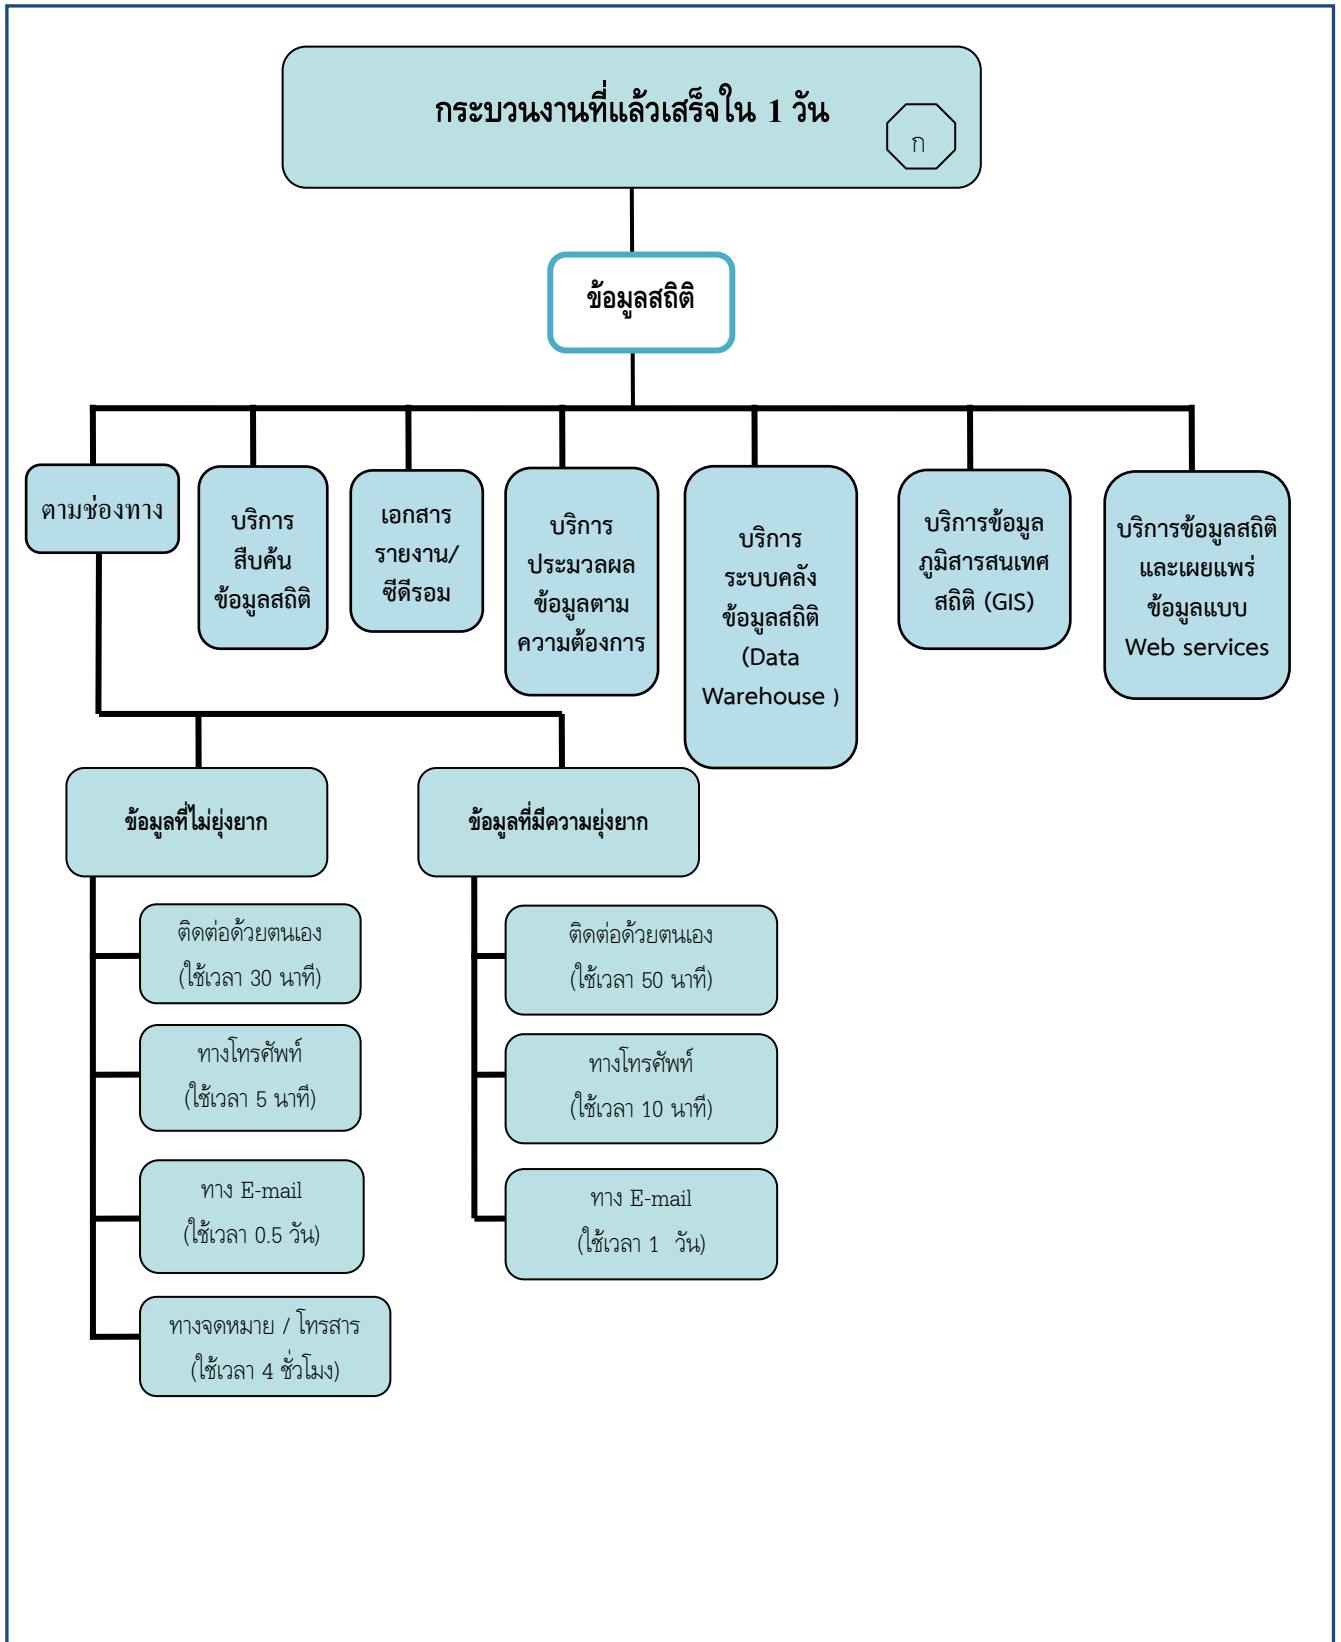 กระบวนงานที่แล้วเสร็จใน 1 วัน
ก
ข้อมูลสถิติ
ตามช่องทาง
บริการ
สืบค้น
ข้อมูลสถิติ
เอกสาร
รายงาน/
ซีดีรอม
บริการ
ประมวลผล
ข้อมูลตาม
ความต้องการ
บริการ
ระบบคลัง
ข้อมูลสถิติ
(Data
Warehouse )
บริการข้อมูล
ภูมิสารสนเทศ
สถิติ (GIS)
บริการข้อมูลสถิติ
และเผยแพร่
ข้อมูลแบบ
Web services
ข้อมูลที่ไม่ยุ่งยาก
ติดต่อด้วยตนเอง
(ใช้เวลา 30 นาที)
ทางโทรศัพท์
(ใช้เวลา 5 นาที)
ทาง E-mail
(ใช้เวลา 0.5 วัน)
ทางจดหมาย / โทรสาร
(ใช้เวลา 4 ชั่วโมง)
ข้อมูลที่มีความยุ่งยาก
ติดต่อด้วยตนเอง
(ใช้เวลา 50 นาที)
ทางโทรศัพท์
(ใช้เวลา 10 นาที)
ทาง E-mail
(ใช้เวลา 1 วัน)